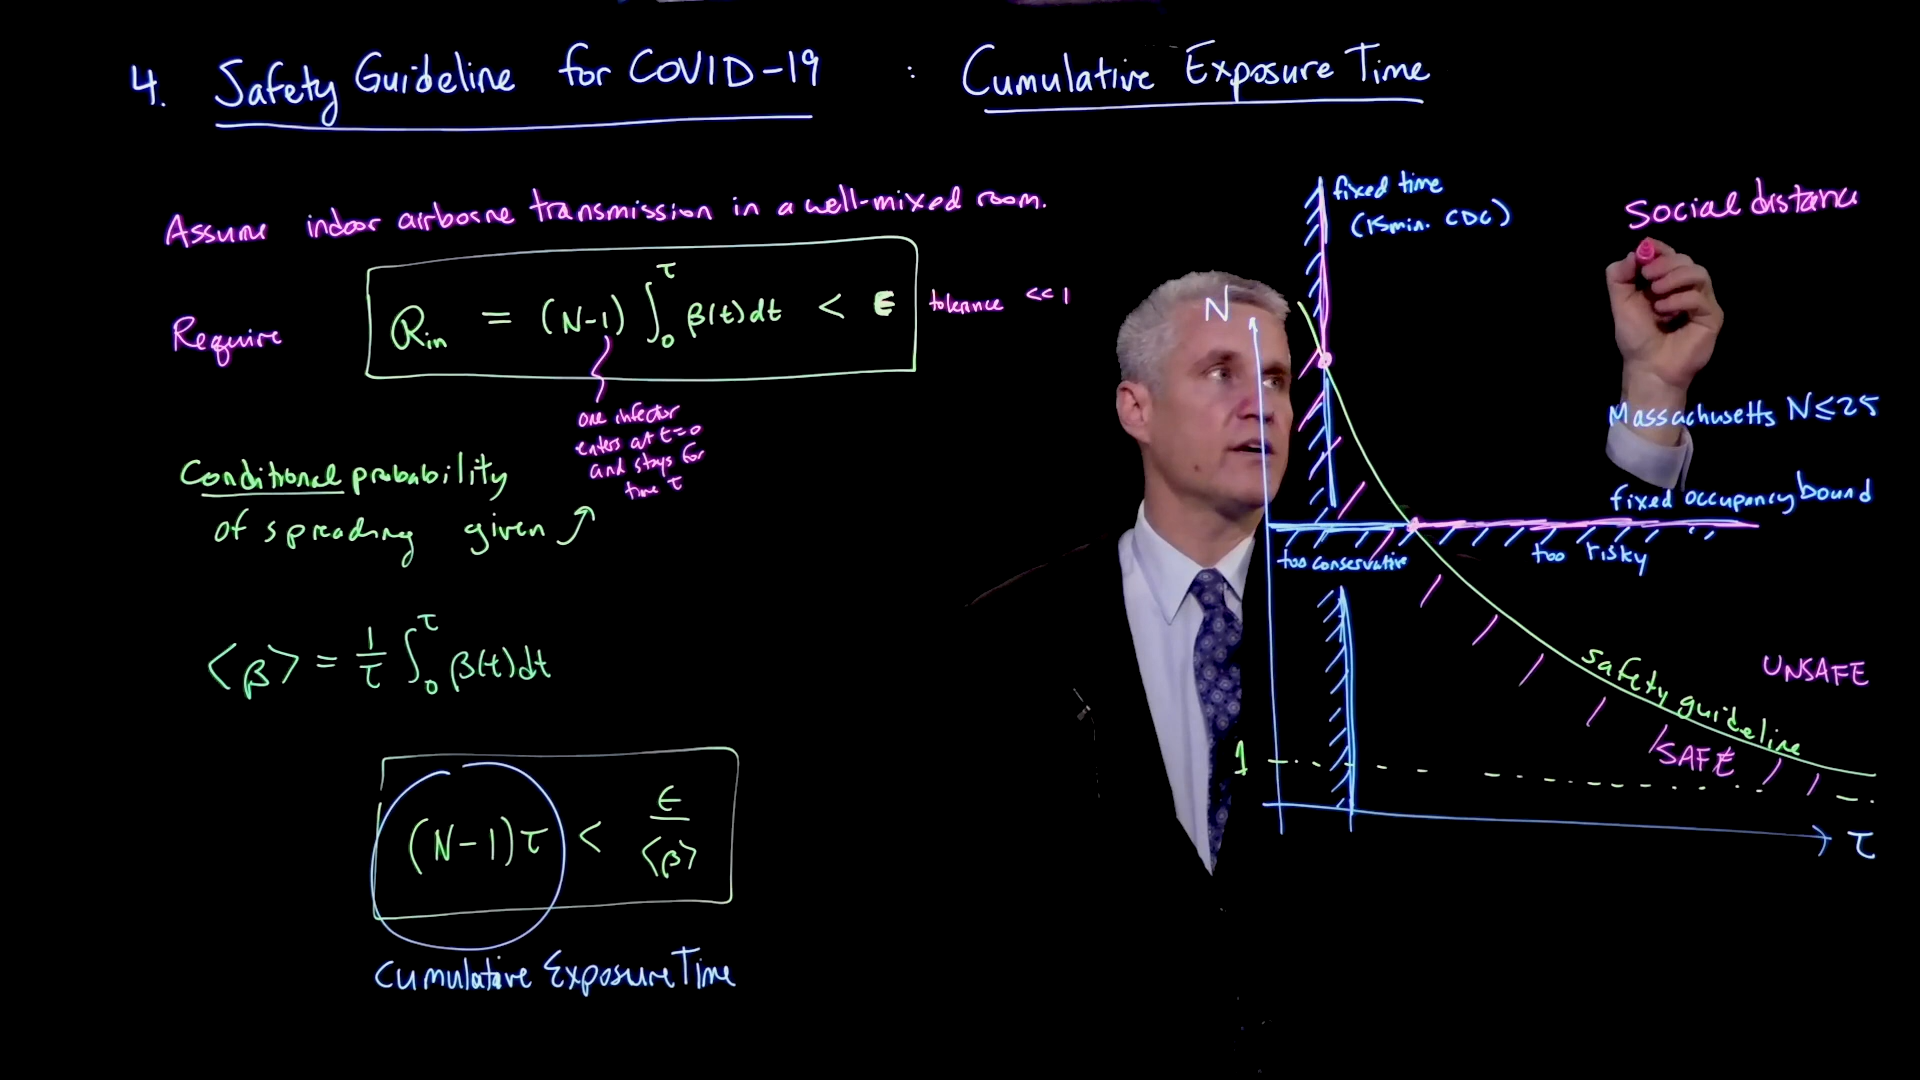 4. Safety Guideline for COVID-19 : Cumulative Exposure Time
Assume indoor airborne transmission in a well-mixed room.
Require
R_in = (N-1) ∫_0^τ β(t)dt < ϵ
tolerance << 1
one infector
enters at t=0
and stays for
time τ
Conditional probability
of spreading given
<β> = 1/τ ∫_0^τ β(t)dt
(N-1)τ < ϵ/<β>
Cumulative Exposure Time
fixed time
(15min. CDC)
Social distance
N
Massachusetts N≤25
fixed occupancy bound
too conservative
too risky
safety guideline
UNSAFE
SAFE
1
τ